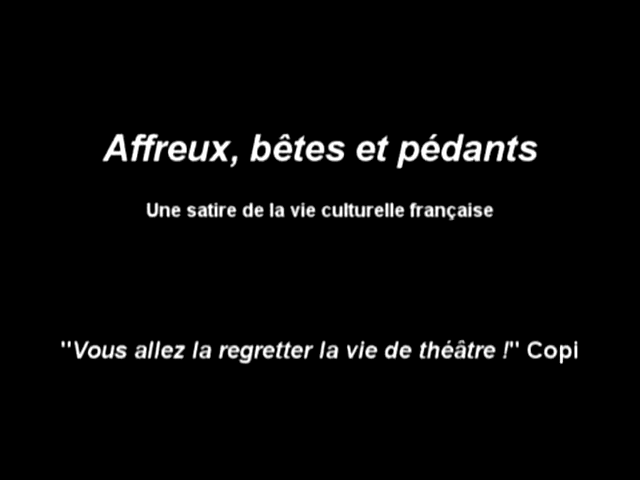 Affreux, bêtes et pédants
Une satire de la vie culturelle française
"Vous allez la regretter la vie de théâtre !" Copi